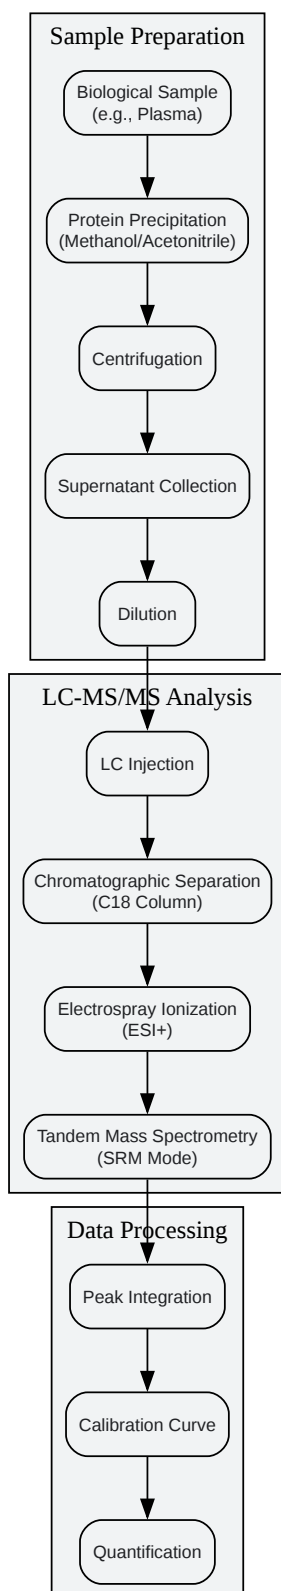 Sample Preparation
Biological Sample
(e.g., Plasma)
Protein Precipitation
(Methanol/Acetonitrile)
Centrifugation
Supernatant Collection
Dilution
LC-MS/MS Analysis
LC Injection
Chromatographic Separation
(C18 Column)
Electrospray Ionization
(ESI+)
Tandem Mass Spectrometry
(SRM Mode)
Data Processing
Peak Integration
Calibration Curve
Quantification